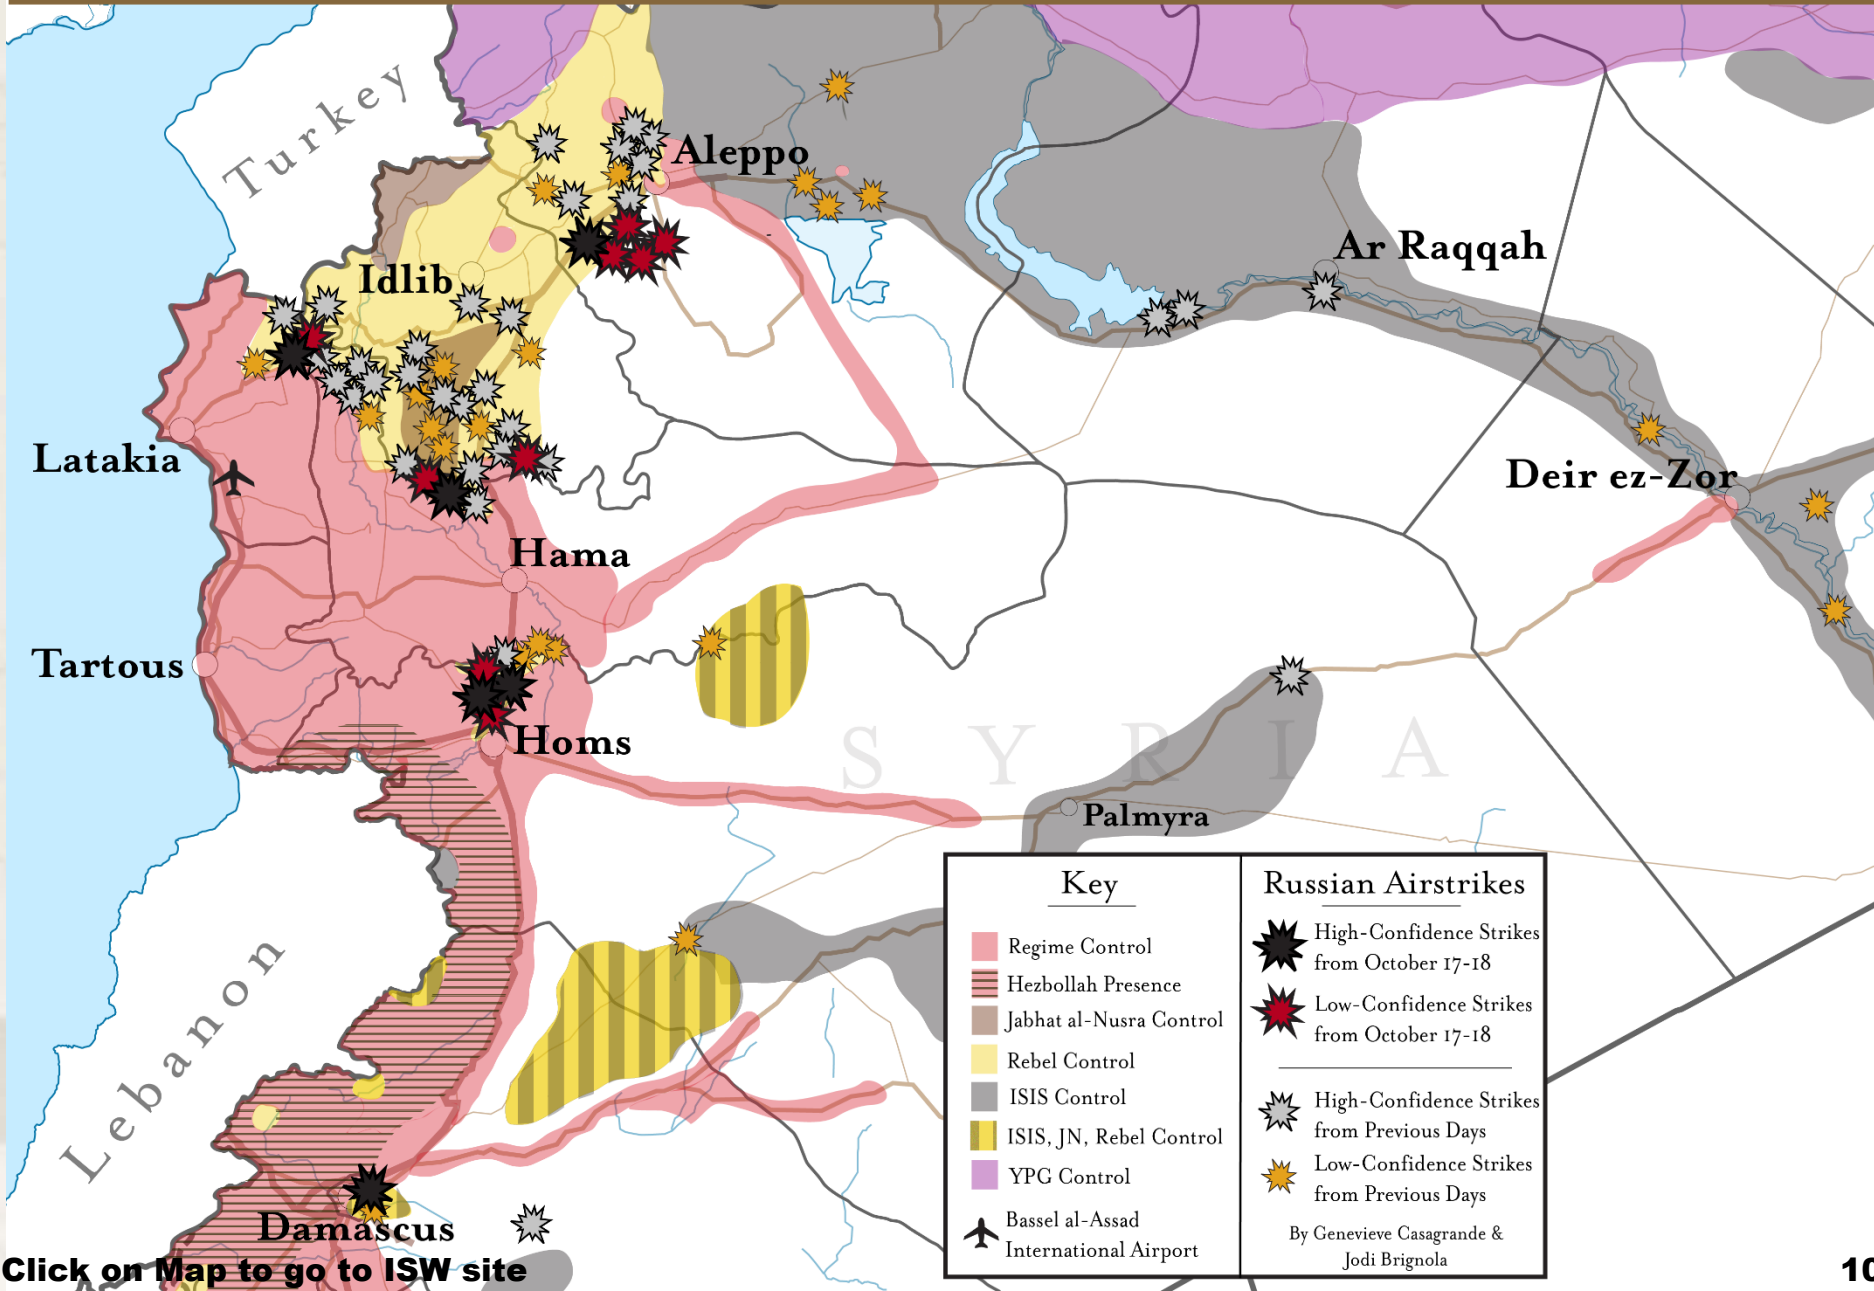 Turkey
Aleppo
Ar Raqqah
Idlib
Latakia
Deir ez-Zor
Hama
Tartous
Homs
SYRIA
Palmyra
Lebanon
Damascus
Key
Regime Control
Hezbollah Presence
Jabhat al-Nusra Control
Rebel Control
ISIS Control
ISIS, JN, Rebel Control
YPG Control
Bassel al-Assad
International Airport
Russian Airstrikes
High-Confidence Strikes
from October 17-18
Low-Confidence Strikes
from October 17-18
High-Confidence Strikes
from Previous Days
Low-Confidence Strikes
from Previous Days
By Genevieve Casagrande &
Jodi Brignola
Click on Map to go to ISW site